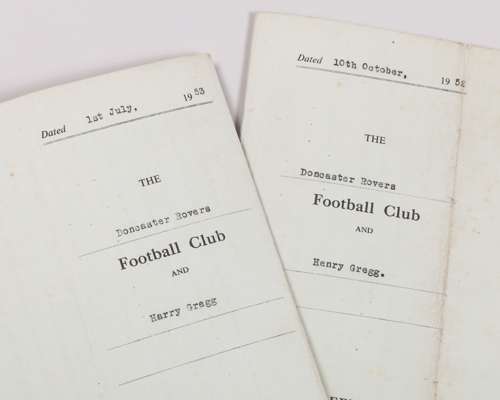 Dated 1st July, 1953
THE
Doncaster Rovers
Football Club
AND
Harry Gregg
Dated 10th October, 1952
THE
Doncaster Rovers
Football Club
AND
Henry Gregg.